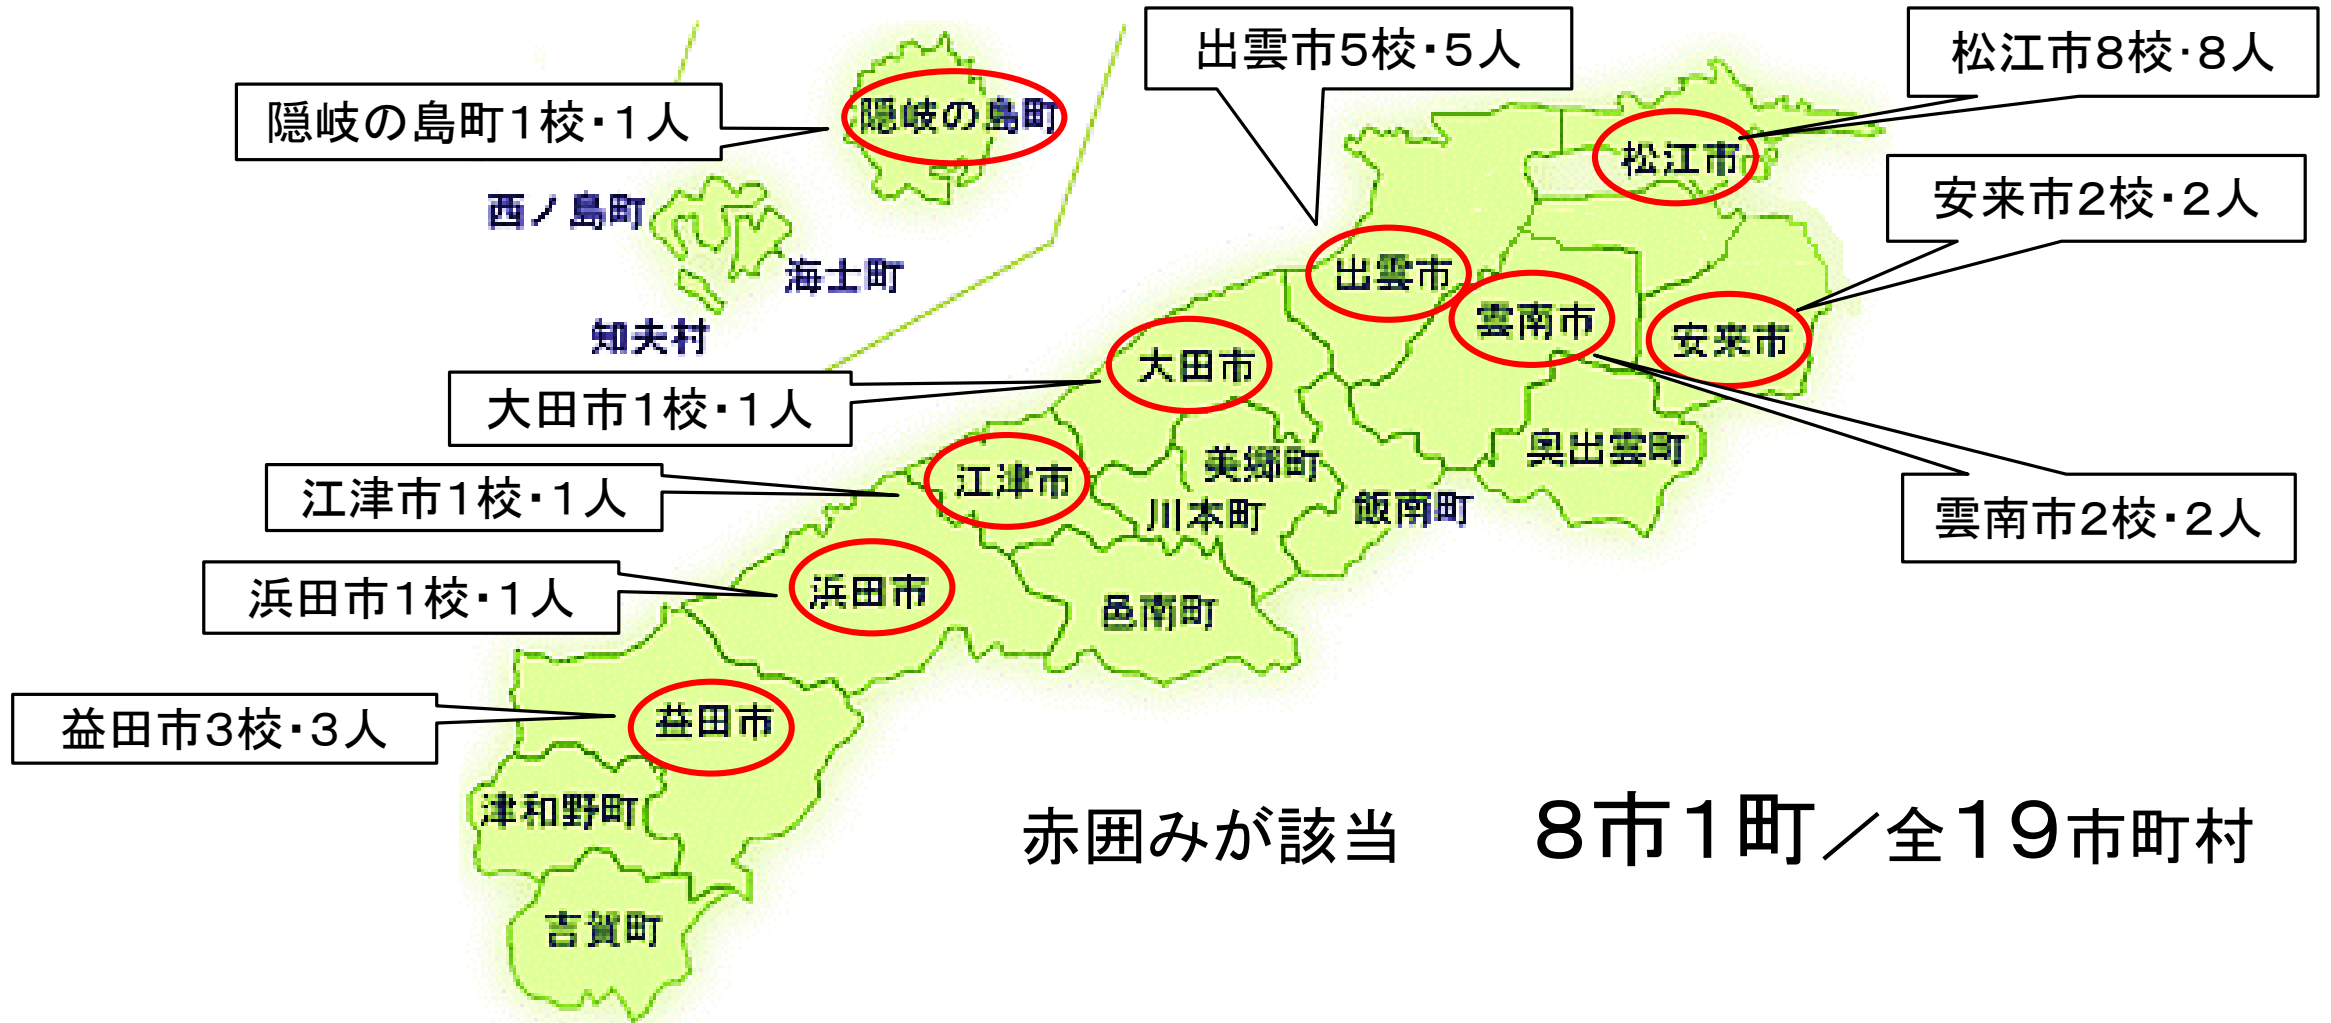 出雲市5校・5人
松江市8校・8人
隠岐の島町1校・1人
隠岐の島町
松江市
安来市2校・2人
西ノ島町
海士町
出雲市
知夫村
雲南市
安来市
大田市
大田市1校・1人
奥出雲町
美郷町
江津市
江津市1校・1人
川本町
飯南町
雲南市2校・2人
浜田市
浜田市1校・1人
邑南町
益田市3校・3人
益田市
津和野町
赤囲みが該当 8市1町／全19市町村
吉賀町